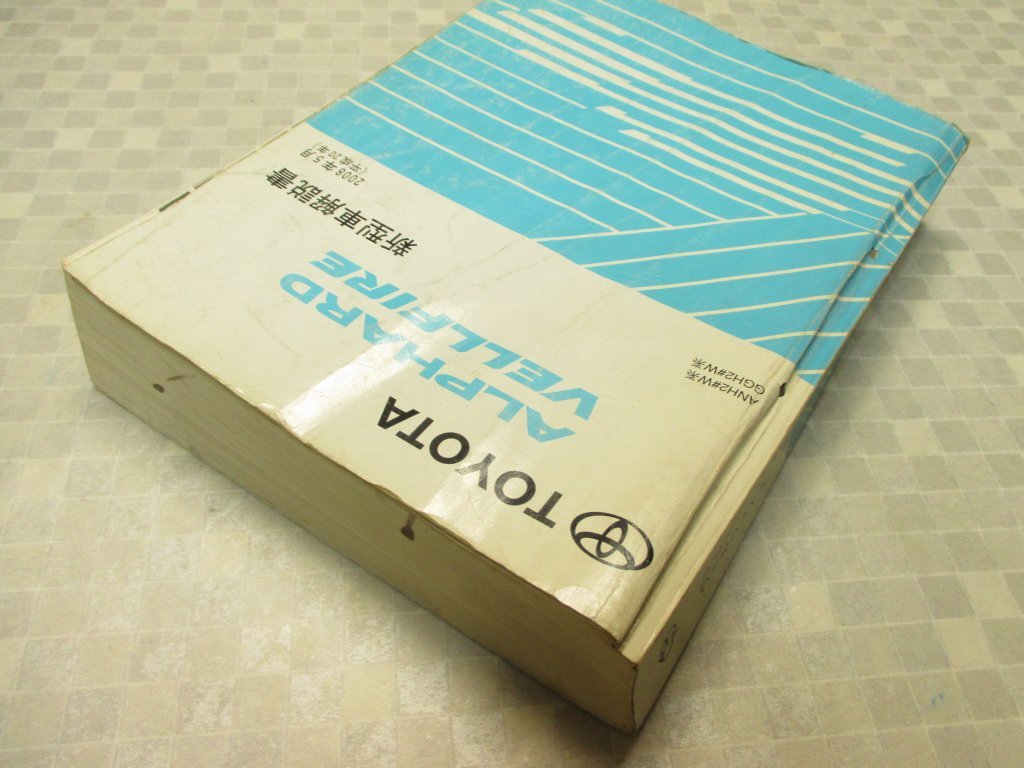 TOYOTA
ALPHARD
VELLFIRE
新型車解説書
2008年5月
(平成20年)
ANH2#W系
GGH2#W系